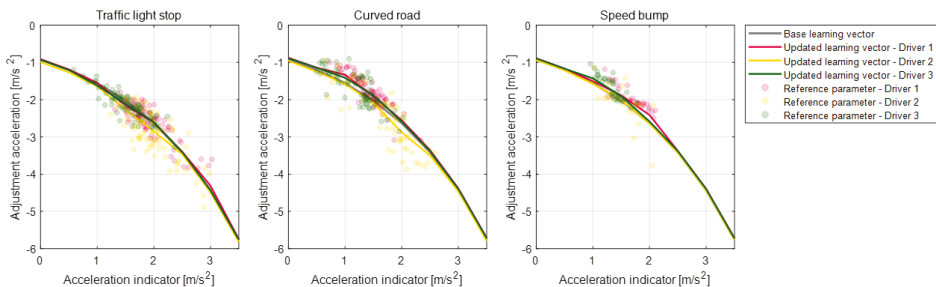 Traffic light stop
Curved road
Speed bump
Adjustment acceleration [m/s²]
0
-1
-2
-3
-4
-5
-6
0 1 2 3
Acceleration indicator [m/s²]
Adjustment acceleration [m/s²]
0
-1
-2
-3
-4
-5
-6
0 1 2 3
Acceleration indicator [m/s²]
Adjustment acceleration [m/s²]
0
-1
-2
-3
-4
-5
-6
0 1 2 3
Acceleration indicator [m/s²]
Base learning vector
Updated learning vector - Driver 1
Updated learning vector - Driver 2
Updated learning vector - Driver 3
Reference parameter - Driver 1
Reference parameter - Driver 2
Reference parameter - Driver 3